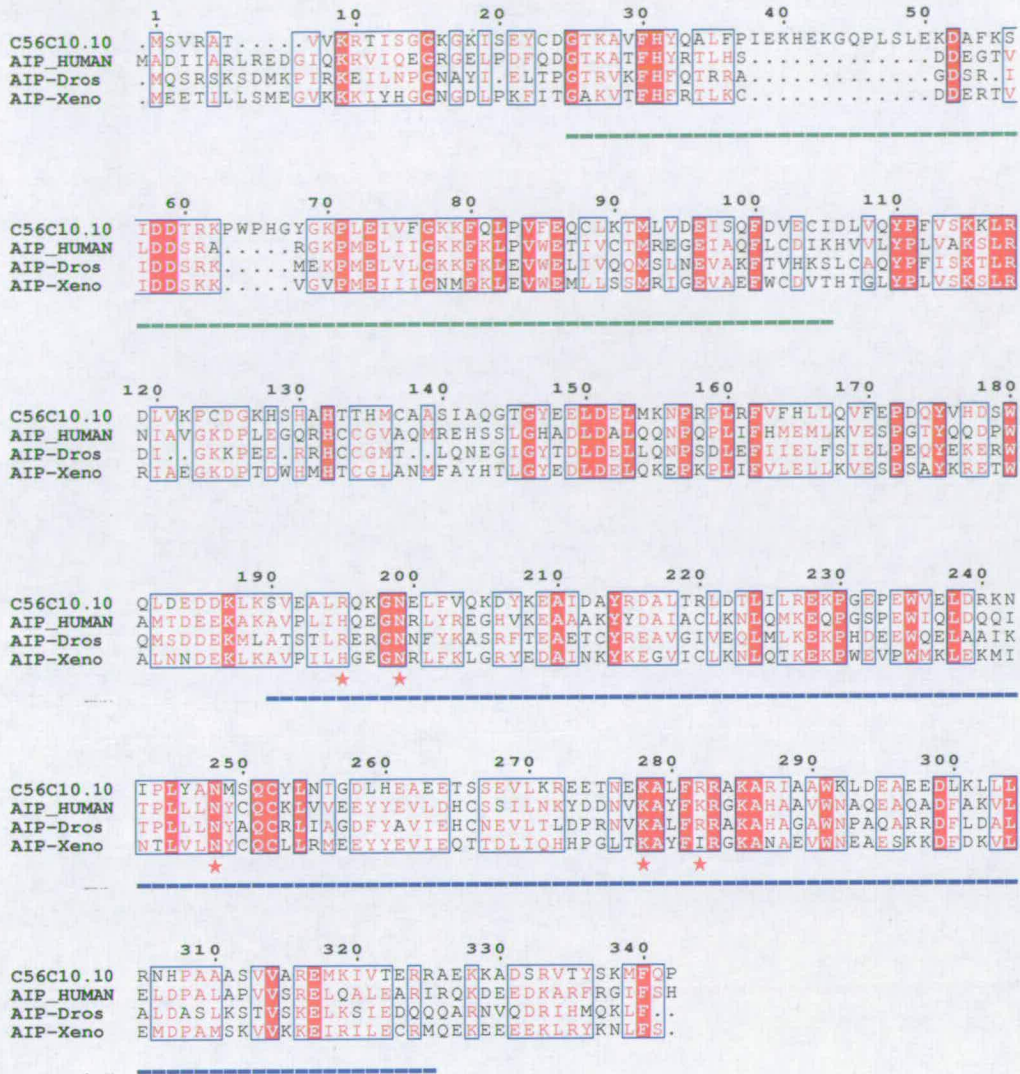 1 10 20 30 40 50
C56C10.10 .MSVRAT.....VVKRTISGGKGKISEYCDGTKAVFHYQALFPIEKHEKGQPLSLEKDAFKS
AIP_HUMAN MADIIARLREDGIQKRVIQEGRGELPDFQDGTKATFHYRTLHS............DDEGTV
AIP-Dros .MQSRSKSDMKPIRKEILNPGNAYI.ELTPGTRVKFHFQTRRA............GDSR.I
AIP-Xeno .MEETILLSMEGVKKKIYHGGNGDLPKFITGAKVTFHFRTLKC............DDERTV
60 70 80 90 100 110
C56C10.10 IDDTRKPWPHGYGKPLEIVFGKKFQLPVFEQCLKTMLVDEISQFDVECIDLVQYPFVSKKLR
AIP_HUMAN LDDSRA.....RGKPMELIIGKKFKLPVWETIVCTMREGEIAQFLCDIKHVVLYPLVAKSLR
AIP-Dros IDDSRK.....MEKPMELVLGKKFKLEVWELIVQQMSLNEVAKFTVHKSLCAQYPFISKTLR
AIP-Xeno IDDSKK.....VGVPMEIIIGNMFKLEVWEMLLSSMRIGEVAEFWCDVTHTGLYPLVSKSLR
120 130 140 150 160 170 180
C56C10.10 DLVKPCDGKHSHAHTTHMCAASIAQGTGYEELDELMKNPRPLRFVFHLLQVFEPDQYVHDSW
AIP_HUMAN NIAVGKDPLEGQRHCCGVAQMREHSSLGHADLDALQQNPQPLIFHMEMLKVESPGTYQQDPW
AIP-Dros DI..GKKPEE.RRHCCGMT..LQNEGIGYTDLDELLQNPSDLEFIIELFSIELPEQYEKERW
AIP-Xeno RIAEGKDPTDWHMHTCGLANMFAYHTLGYEDLDELQKEPKPLIFVLELLKVESPSAYKRETW
190 200 210 220 230 240
C56C10.10 QLDEDDKLKSVEALRQKGNELFVQKDYKEAIDAYRDALTRLDTLILREKPGEPEWVELDRKN
AIP_HUMAN AMTDEEKAKAVPLIHQEGNRLYREGHVKEAAAKYYDAIACLKNLQMKEQPGSPEWIQLDQQI
AIP-Dros QMSDDEKMLATSTLRERGNNFYKASRFTEAETCYREAVGIVEQLMLKEKPHDEEWQELAAIK
AIP-Xeno ALNNDEKLKAVPILHGEGNRLFKLGRYEDAINKYKEGVICLKNLQTKEKPWEVPWMKLEKMI
★ ★
250 260 270 280 290 300
C56C10.10 IPLYANMSQCYLNIGDLHEAEETSSEVLKREETNEKALFRRAKARIAAWKLDEAEEDLKLLL
AIP_HUMAN TPLLLNYCQCKLVVEEYYEVLDHCSSILNKYDDNVKAYFKRGKAHAAVWNAQEAQADFAKVL
AIP-Dros TPLLLNYAQCRLIAGDFYAVIEHCNEVLTLDPRNVKALFRRAKAHAGAWNPAQARRDFLDAL
AIP-Xeno NTLVLNYCQCLLRMEEYYEVIEQTTDLIQHHPGLTKAYFIRGKANAEVWNEAESKKDFDKVL
★ ★ ★
310 320 330 340
C56C10.10 RNHPAAASVVAREMKIVTERRAEKKADSRVTYSKMFQP
AIP_HUMAN ELDPALAPVVSRELQALEARIRQKDEEDKARFRGIFSH
AIP-Dros ALDASLKSTVSKELKSIEDQQQARNVQDRIHMQKLF..
AIP-Xeno EMDPAMSKVVKKEIRILECRMQEKEEEEKLRYKNLFS.